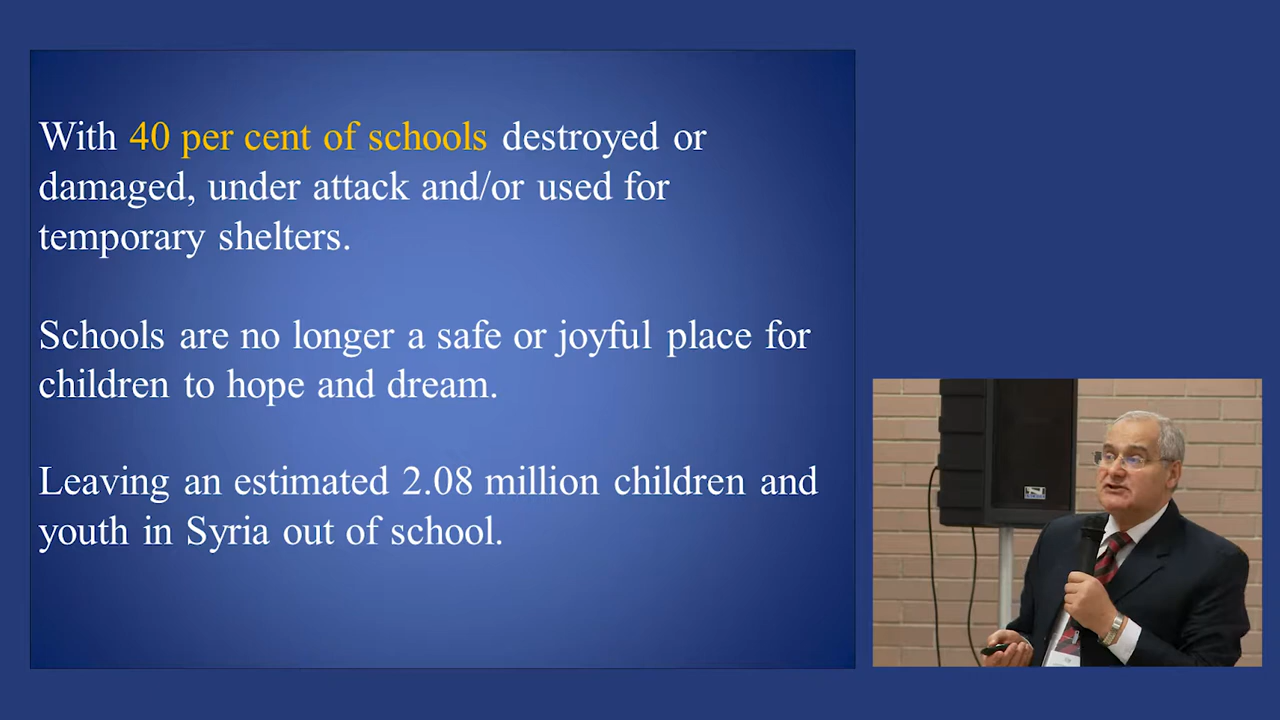 With 40 per cent of schools destroyed or
damaged, under attack and/or used for
temporary shelters.
Schools are no longer a safe or joyful place for
children to hope and dream.
Leaving an estimated 2.08 million children and
youth in Syria out of school.